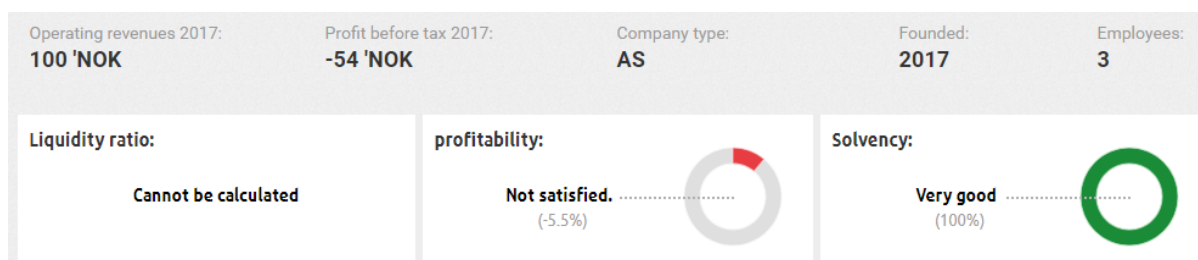 Operating revenues 2017:
100 'NOK
Profit before tax 2017:
-54 'NOK
Company type:
AS
Founded:
2017
Employees:
3
Liquidity ratio:
Cannot be calculated
profitability:
Not satisfied.
(-5.5%)
Solvency:
Very good
(100%)